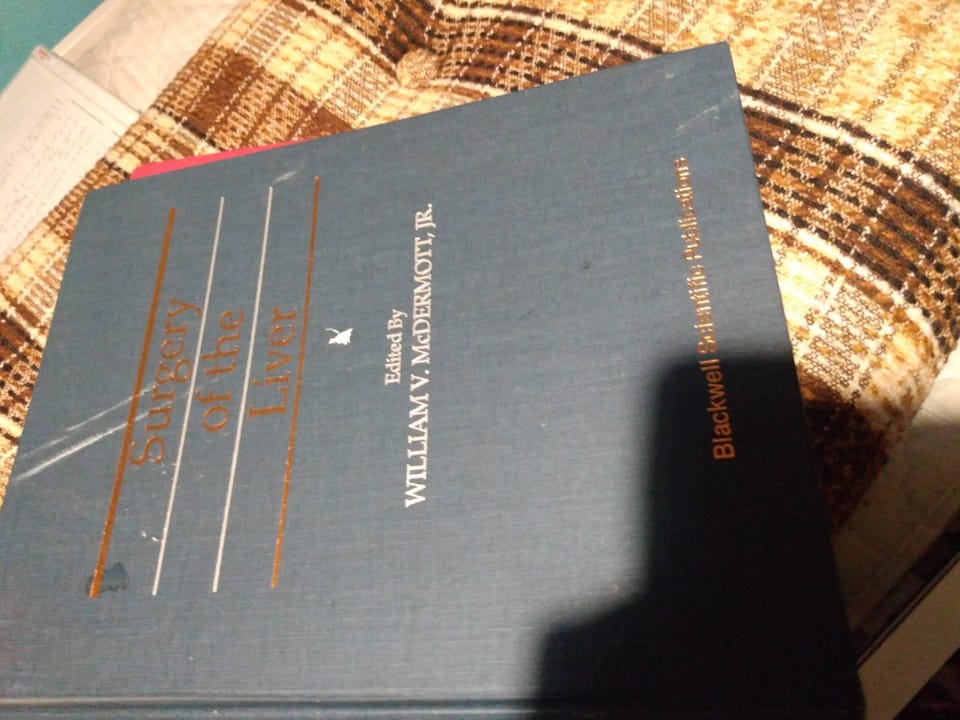 Surgery
of the
Liver
Edited By
WILLIAM V. McDERMOTT, JR.
Blackwell Scientific Publications